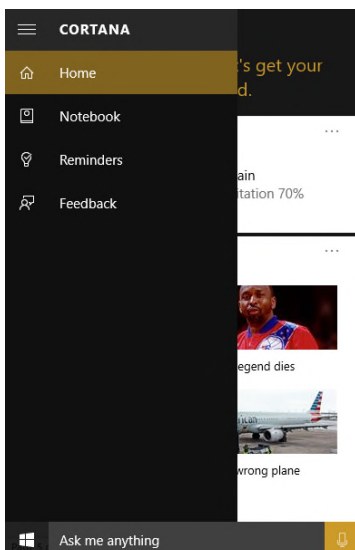 CORTANA
Home
's get your
d.
Notebook
Reminders
ain
itation 70%
Feedback
egend dies
wrong plane
Ask me anything